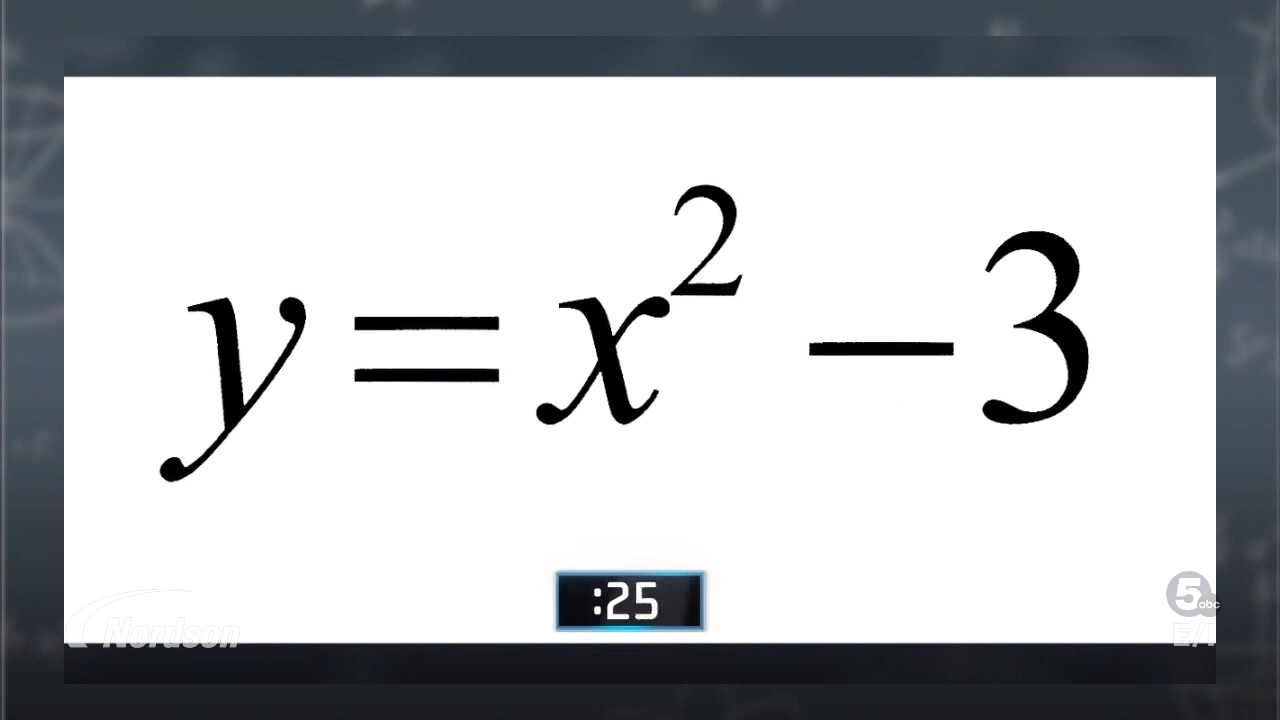 y = x² − 3
:25
Nordson
5 abc
E/I